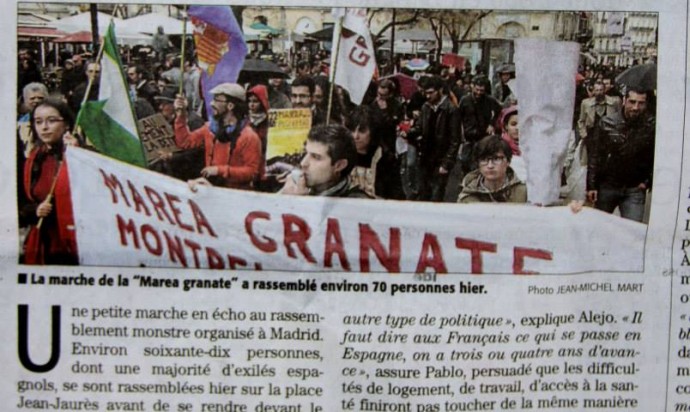 MAREA GRANATE
MONTPE
■ La marche de la "Marea granate" a rassemblé environ 70 personnes hier.
Photo JEAN-MICHEL MART
Une petite marche en écho au rassem-
blement monstre organisé à Madrid.
Environ soixante-dix personnes,
dont une majorité d'exilés espa-
gnols, se sont rassemblées hier sur la place
Jean-Jaurès avant de se rendre devant le
autre type de politique», explique Alejo. «Il
faut dire aux Français ce qui se passe en
Espagne, on a trois ou quatre ans d'avan-
ce», assure Pablo, persuadé que les difficul-
tés de logement, de travail, d'accès à la san-
té finiront pas toucher de la même manière